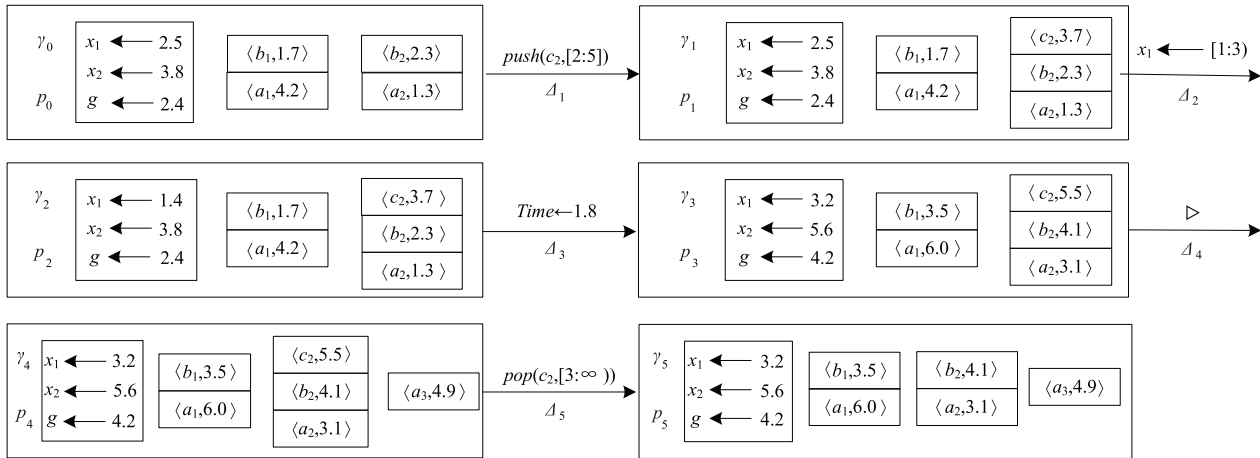 γ0 x1 ← 2.5 ⟨b1,1.7⟩ ⟨b2,2.3⟩
x2 ← 3.8
p0 g ← 2.4 ⟨a1,4.2⟩ ⟨a2,1.3⟩
push(c2,[2:5])
Δ1
γ1 x1 ← 2.5 ⟨b1,1.7⟩ ⟨c2,3.7⟩
x2 ← 3.8 ⟨b2,2.3⟩
p1 g ← 2.4 ⟨a1,4.2⟩ ⟨a2,1.3⟩
x1 ← [1:3)
Δ2
γ2 x1 ← 1.4 ⟨b1,1.7⟩ ⟨c2,3.7⟩
x2 ← 3.8 ⟨b2,2.3⟩
p2 g ← 2.4 ⟨a1,4.2⟩ ⟨a2,1.3⟩
Time←1.8
Δ3
γ3 x1 ← 3.2 ⟨b1,3.5⟩ ⟨c2,5.5⟩
x2 ← 5.6 ⟨b2,4.1⟩
p3 g ← 4.2 ⟨a1,6.0⟩ ⟨a2,3.1⟩
▷
Δ4
γ4 x1 ← 3.2 ⟨b1,3.5⟩ ⟨c2,5.5⟩
x2 ← 5.6 ⟨b2,4.1⟩ ⟨a3,4.9⟩
p4 g ← 4.2 ⟨a1,6.0⟩ ⟨a2,3.1⟩
pop(c2,[3:∞))
Δ5
γ5 x1 ← 3.2 ⟨b1,3.5⟩ ⟨b2,4.1⟩
x2 ← 5.6 ⟨a3,4.9⟩
p5 g ← 4.2 ⟨a1,6.0⟩ ⟨a2,3.1⟩